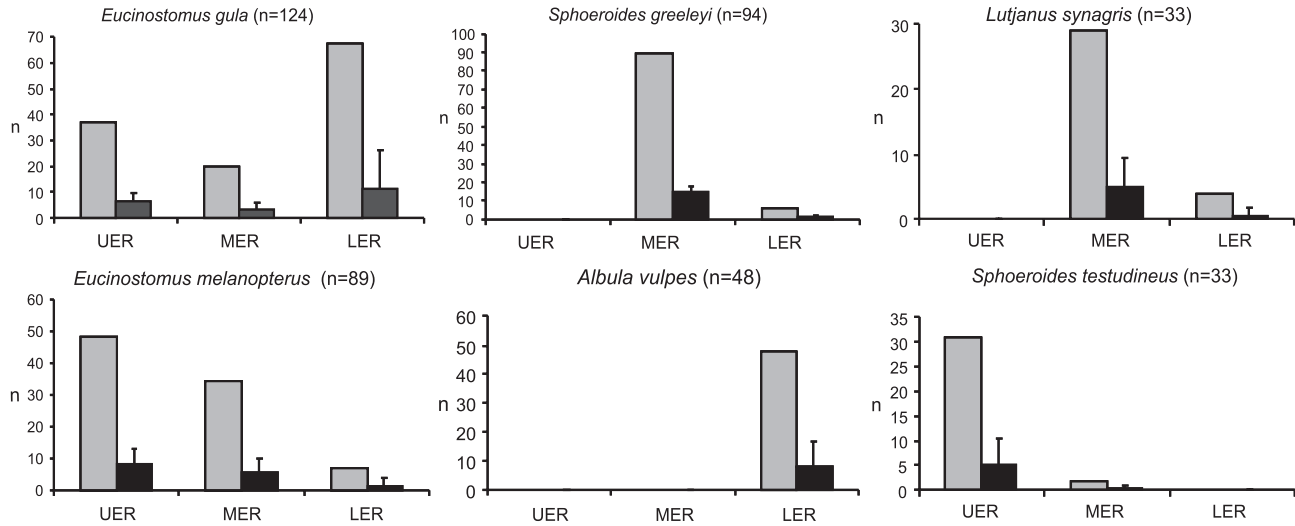 Eucinostomus gula (n=124)
70
60
50
40
30
20
10
0
n
UER MER LER
Sphoeroides greeleyi (n=94)
100
90
80
70
60
50
40
30
20
10
0
n
UER MER LER
Lutjanus synagris (n=33)
30
20
10
0
n
UER MER LER
Eucinostomus melanopterus (n=89)
60
50
40
30
20
10
0
n
UER MER LER
Albula vulpes (n=48)
60
50
40
30
20
10
0
n
UER MER LER
Sphoeroides testudineus (n=33)
35
30
25
20
15
10
5
0
n
UER MER LER